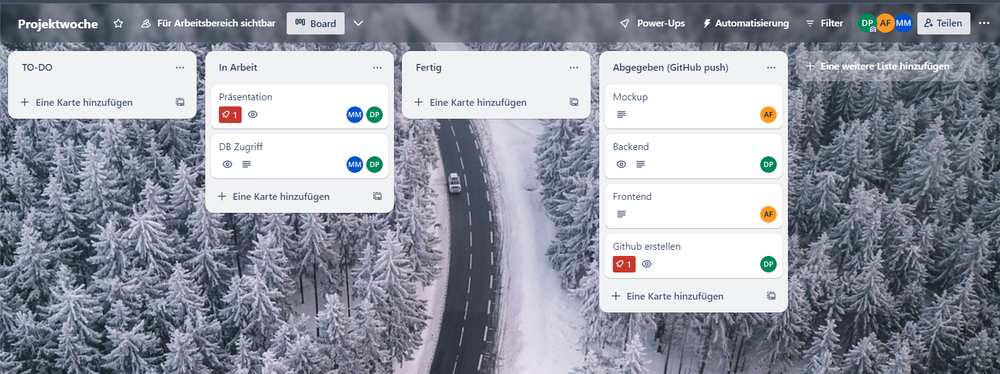 Projektwoche
Für Arbeitsbereich sichtbar
Board
Power-Ups
Automatisierung
Filter
DP
AF
MM
Teilen
TO-DO
Eine Karte hinzufügen
In Arbeit
Präsentation
1
MM
DP
DB Zugriff
MM
DP
Eine Karte hinzufügen
Fertig
Eine Karte hinzufügen
Abgegeben (GitHub push)
Mockup
AF
Backend
DP
Frontend
AF
Github erstellen
1
DP
Eine Karte hinzufügen
Eine weitere Liste hinzufügen